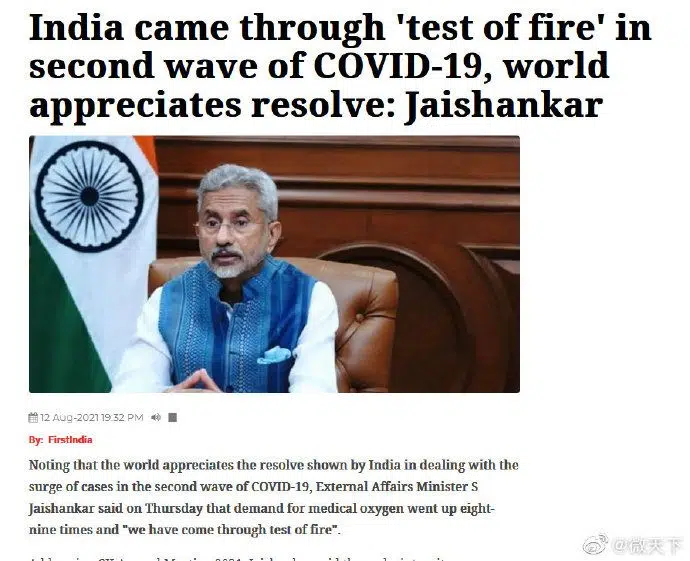 India came through 'test of fire' in
second wave of COVID-19, world
appreciates resolve: Jaishankar
12 Aug-2021 19:32 PM
By: FirstIndia
Noting that the world appreciates the resolve shown by India in dealing with the
surge of cases in the second wave of COVID-19, External Affairs Minister S
Jaishankar said on Thursday that demand for medical oxygen went up eight-
nine times and "we have come through test of fire".
@微天下